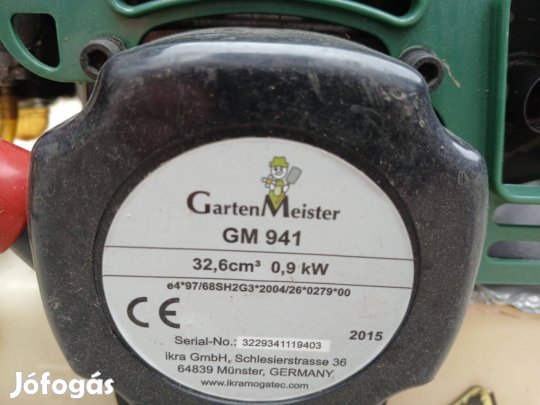 GartenMeister
GM 941
32,6cm³ 0,9 kW
e4*97/68SH2G3*2004/26*0279*00
CE
2015
Serial-No.: 3229341119403
ikra GmbH, Schlesierstrasse 36
64839 Münster, GERMANY
www.ikramogatec.com
Jófogás